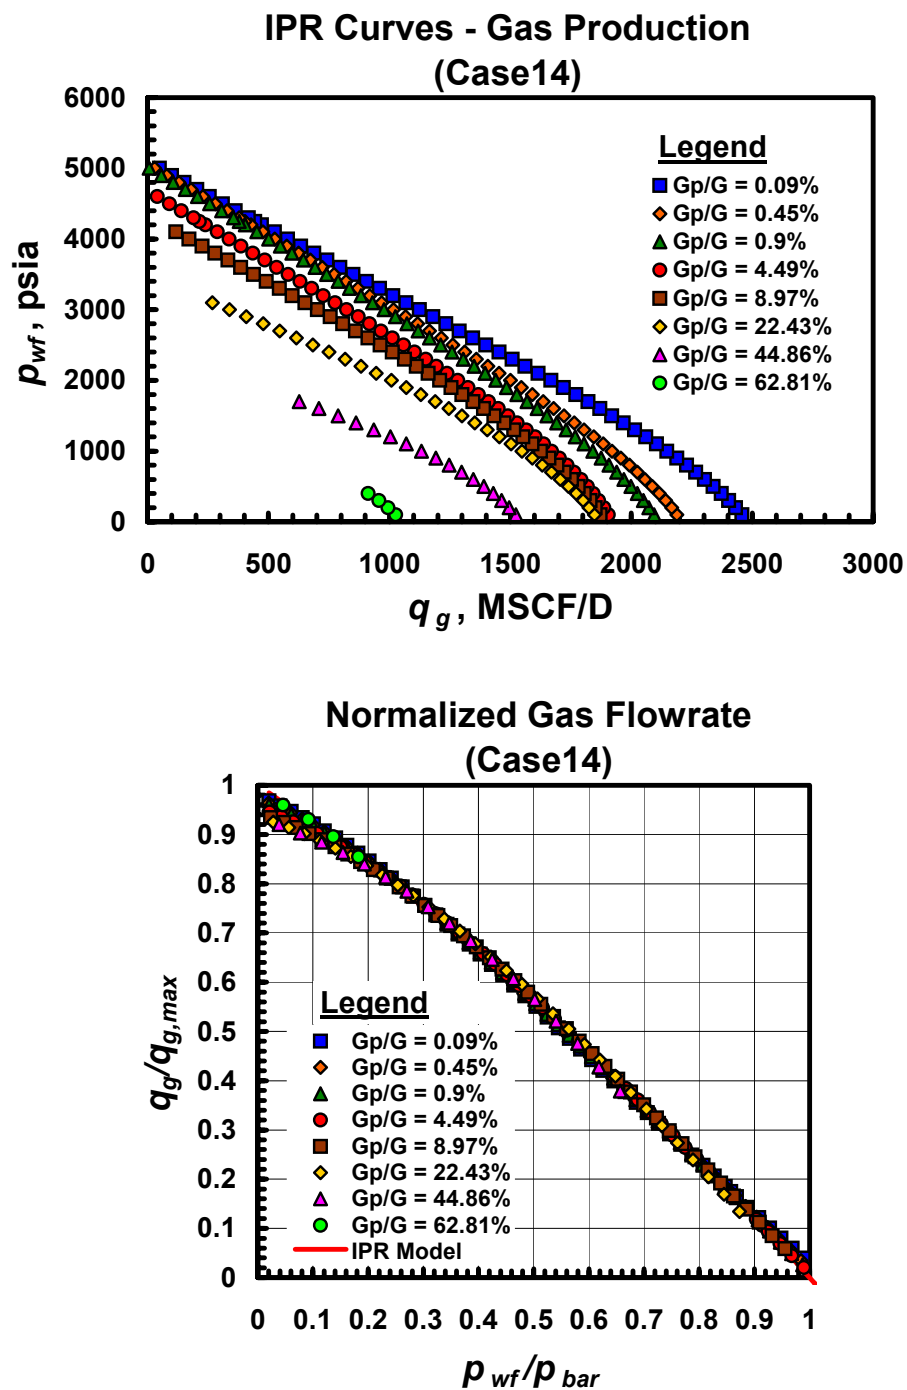 IPR Curves - Gas Production
(Case14)
6000
5000
4000
3000
2000
1000
0
p wf , psia
Legend
Gp/G = 0.09%
Gp/G = 0.45%
Gp/G = 0.9%
Gp/G = 4.49%
Gp/G = 8.97%
Gp/G = 22.43%
Gp/G = 44.86%
Gp/G = 62.81%
0 500 1000 1500 2000 2500 3000
q g , MSCF/D
Normalized Gas Flowrate
(Case14)
1
0.9
0.8
0.7
0.6
0.5
0.4
0.3
0.2
0.1
0
q g /q g,max
Legend
Gp/G = 0.09%
Gp/G = 0.45%
Gp/G = 0.9%
Gp/G = 4.49%
Gp/G = 8.97%
Gp/G = 22.43%
Gp/G = 44.86%
Gp/G = 62.81%
IPR Model
0 0.1 0.2 0.3 0.4 0.5 0.6 0.7 0.8 0.9 1
p wf /p bar